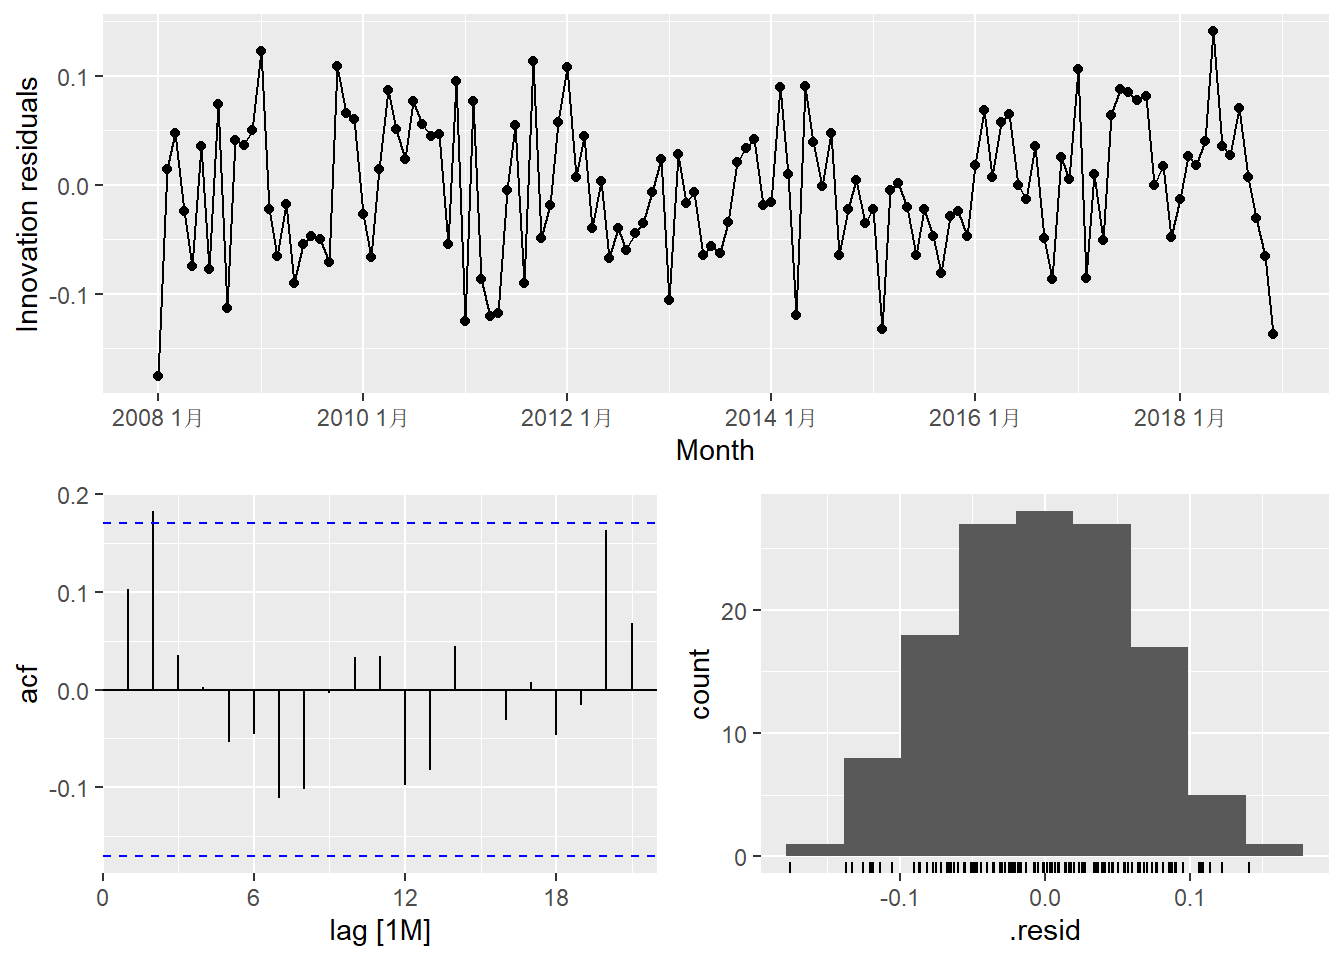 Innovation residuals
0.1
0.0
-0.1
2008 1月
2010 1月
2012 1月
2014 1月
2016 1月
2018 1月
Month
acf
0.2
0.1
0.0
-0.1
0
6
12
18
lag [1M]
count
20
10
0
-0.1
0.0
0.1
.resid